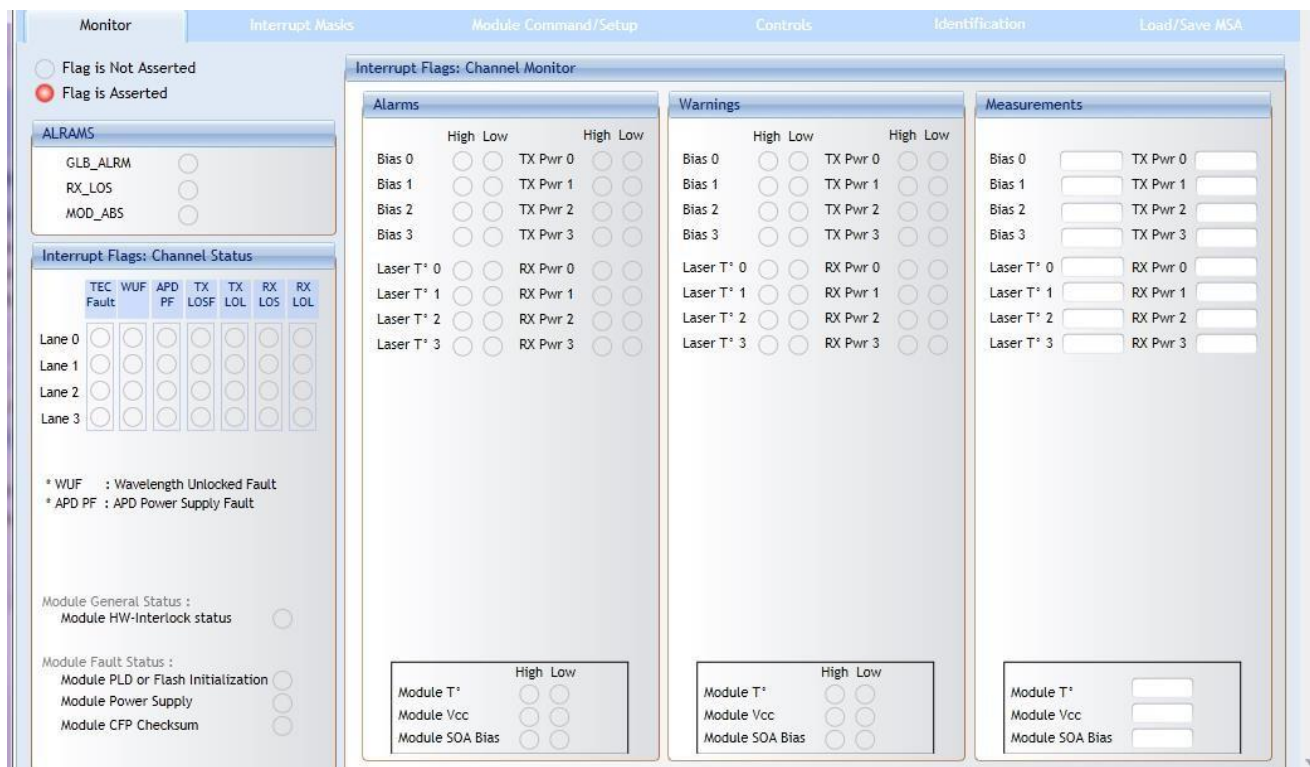 Monitor Interrupt Masks Module Command/Setup Controls Identification Load/Save MSA
Flag is Not Asserted
Flag is Asserted
ALRAMS
GLB_ALRM
RX_LOS
MOD_ABS
Interrupt Flags: Channel Status
TEC Fault WUF APD PF TX LOSF TX LOL RX LOS RX LOL
Lane 0
Lane 1
Lane 2
Lane 3
* WUF : Wavelength Unlocked Fault
* APD PF : APD Power Supply Fault
Module General Status :
Module HW-Interlock status
Module Fault Status :
Module PLD or Flash Initialization
Module Power Supply
Module CFP Checksum
Interrupt Flags: Channel Monitor
Alarms
High Low High Low
Bias 0 TX Pwr 0
Bias 1 TX Pwr 1
Bias 2 TX Pwr 2
Bias 3 TX Pwr 3
Laser T° 0 RX Pwr 0
Laser T° 1 RX Pwr 1
Laser T° 2 RX Pwr 2
Laser T° 3 RX Pwr 3
High Low
Module T°
Module Vcc
Module SOA Bias
Warnings
High Low High Low
Bias 0 TX Pwr 0
Bias 1 TX Pwr 1
Bias 2 TX Pwr 2
Bias 3 TX Pwr 3
Laser T° 0 RX Pwr 0
Laser T° 1 RX Pwr 1
Laser T° 2 RX Pwr 2
Laser T° 3 RX Pwr 3
High Low
Module T°
Module Vcc
Module SOA Bias
Measurements
Bias 0 TX Pwr 0
Bias 1 TX Pwr 1
Bias 2 TX Pwr 2
Bias 3 TX Pwr 3
Laser T° 0 RX Pwr 0
Laser T° 1 RX Pwr 1
Laser T° 2 RX Pwr 2
Laser T° 3 RX Pwr 3
Module T°
Module Vcc
Module SOA Bias